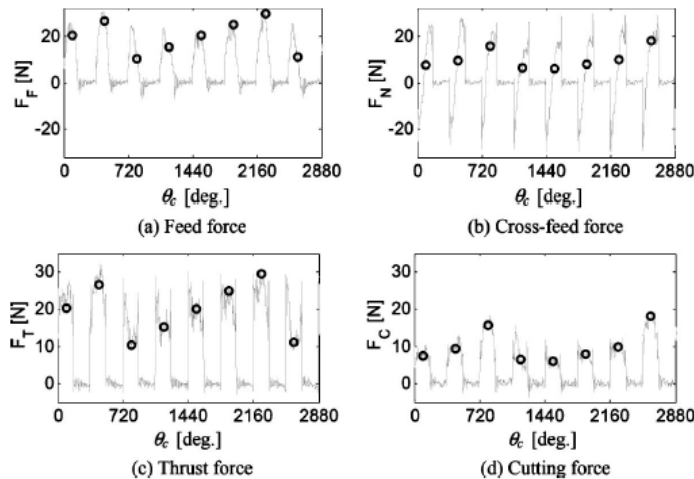 20
0
-20
F_F [N]
0 720 1440 2160 2880
θ_c [deg.]
(a) Feed force
20
0
-20
F_N [N]
0 720 1440 2160 2880
θ_c [deg.]
(b) Cross-feed force
30
20
10
0
F_T [N]
0 720 1440 2160 2880
θ_c [deg.]
(c) Thrust force
30
20
10
0
F_C [N]
0 720 1440 2160 2880
θ_c [deg.]
(d) Cutting force